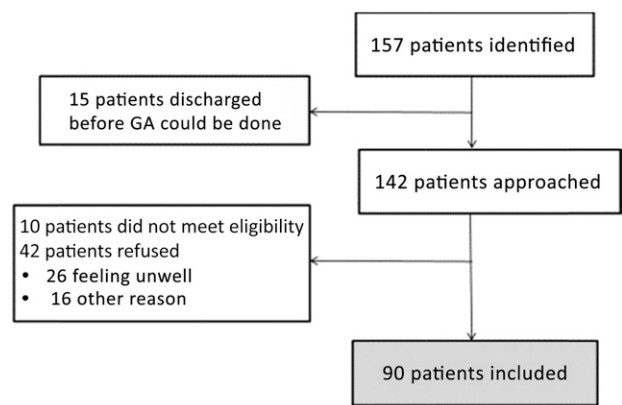 157 patients identified
15 patients discharged
before GA could be done
142 patients approached
10 patients did not meet eligibility
42 patients refused
• 26 feeling unwell
• 16 other reason
90 patients included